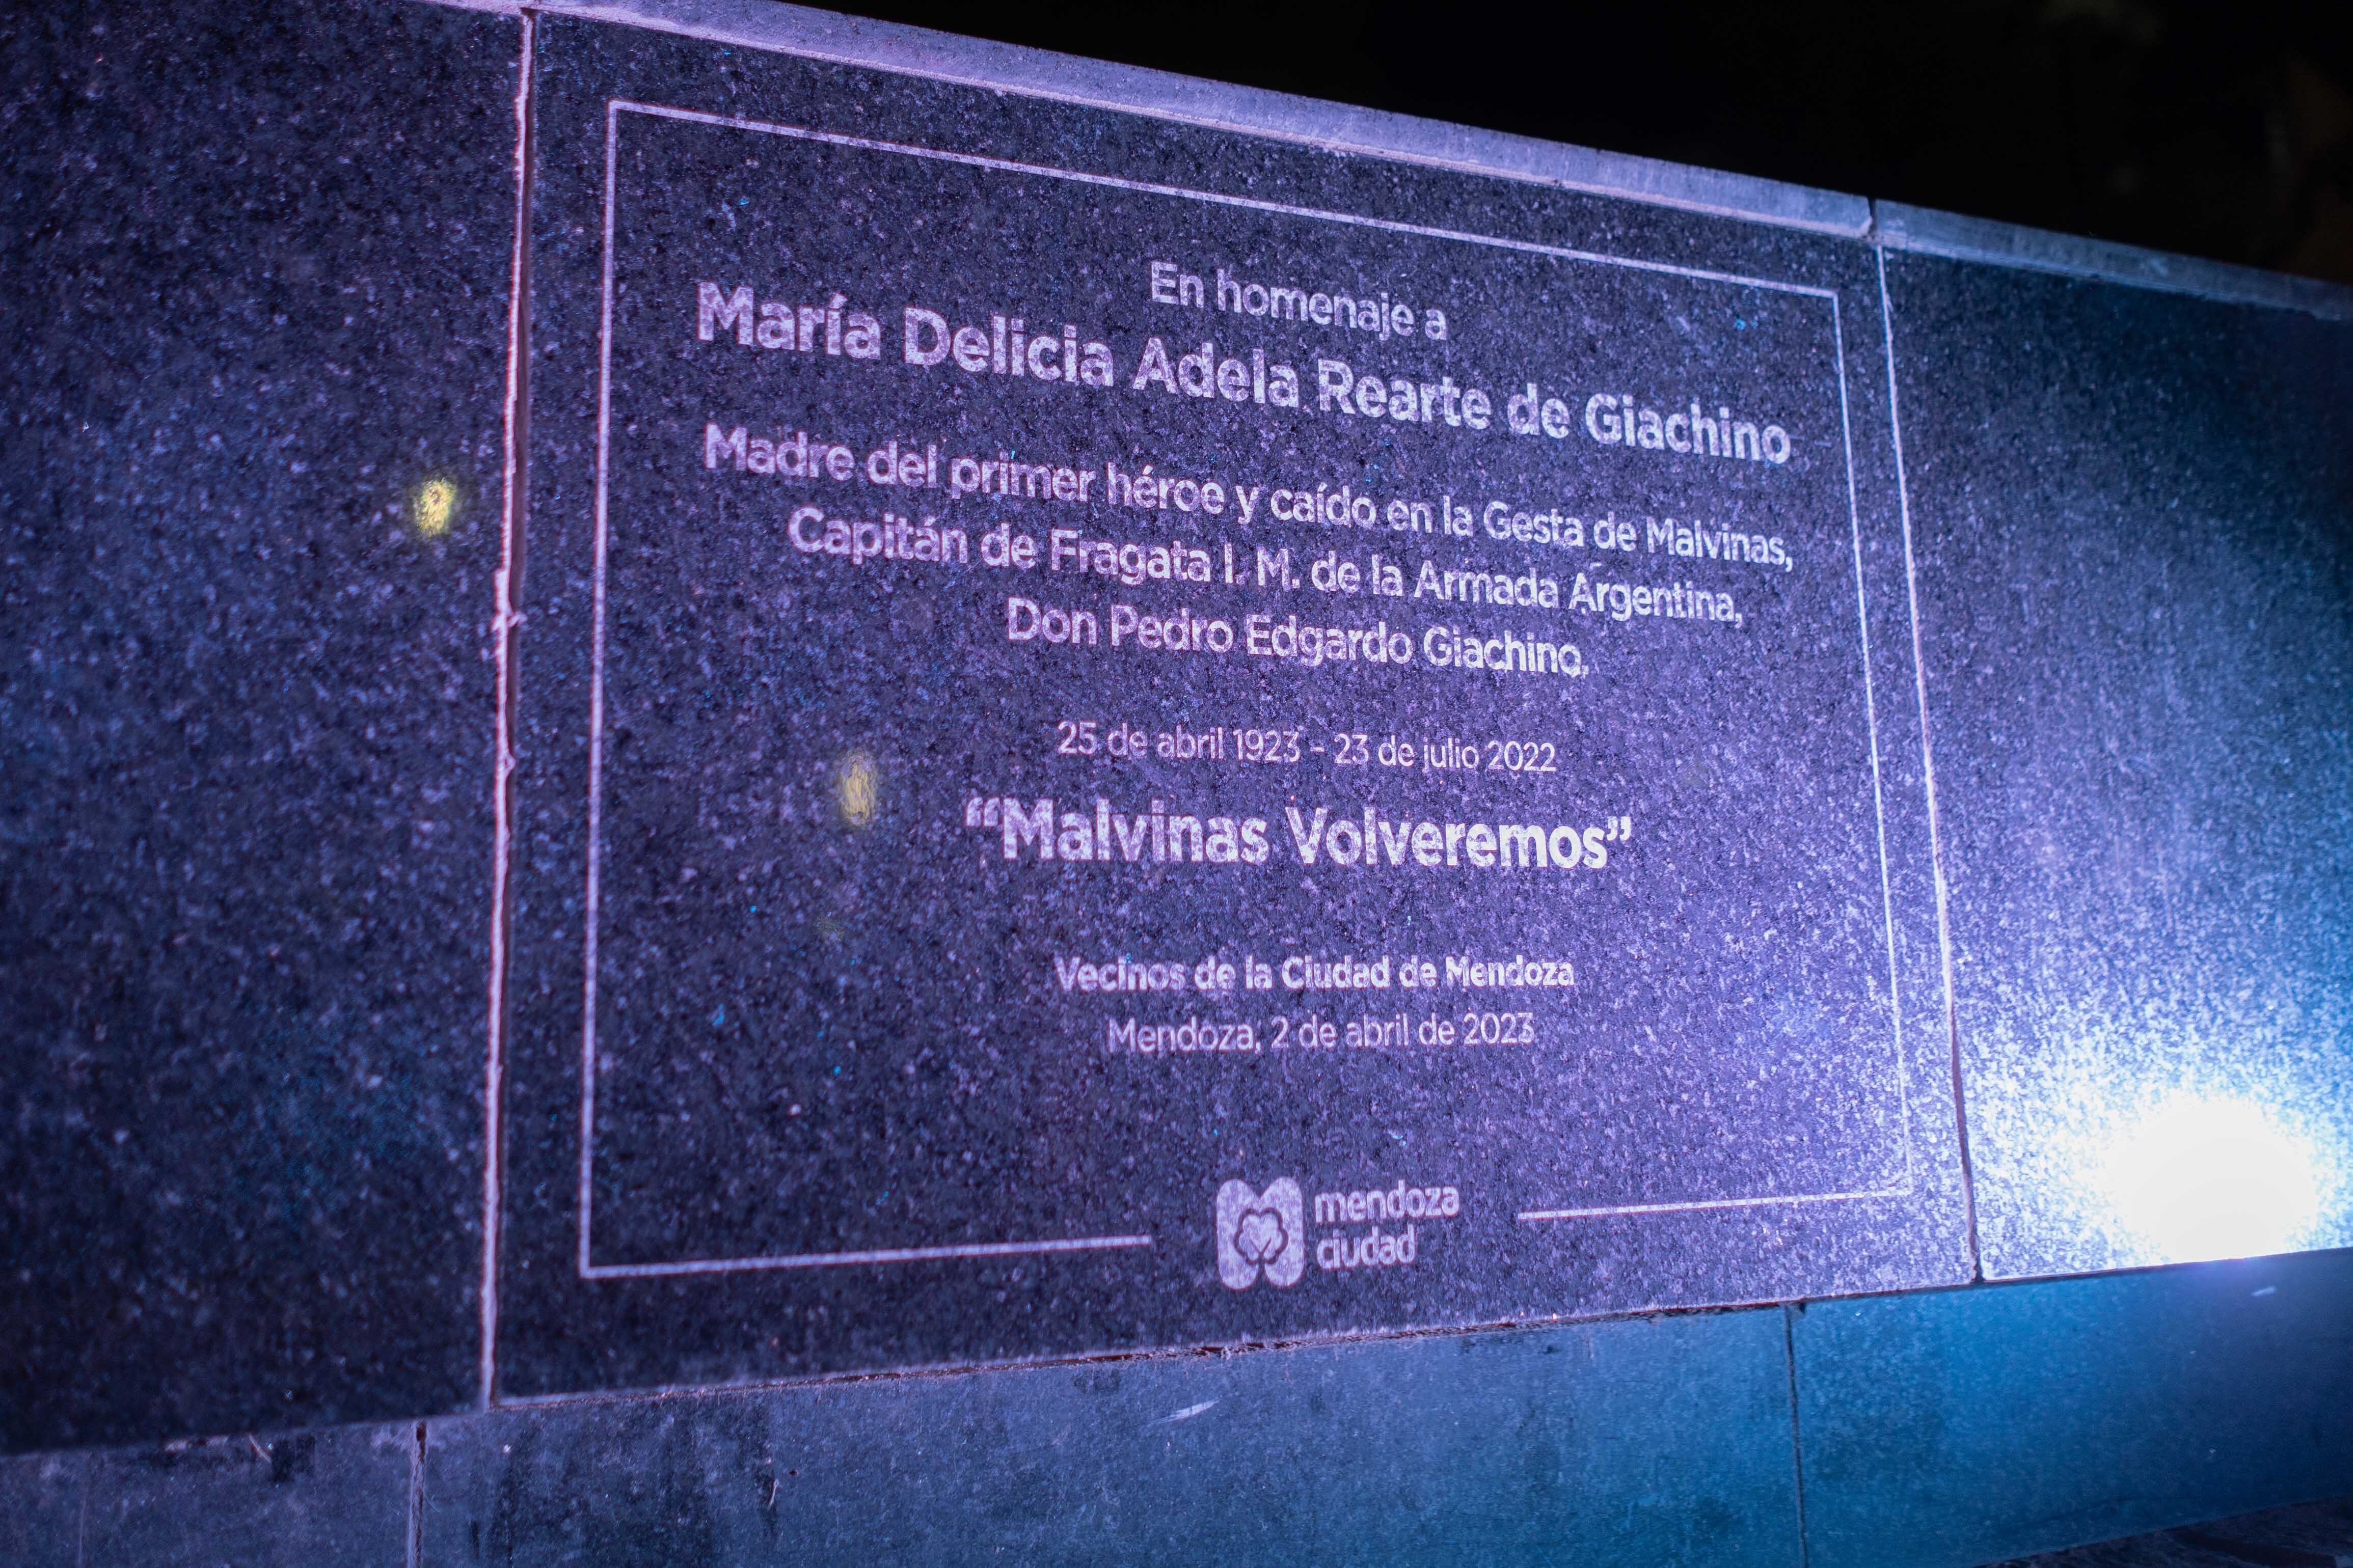 En homenaje a
María Delicia Adela Rearte de Giachino
Madre del primer héroe y caído en la Gesta de Malvinas,
Capitán de Fragata I. M. de la Armada Argentina,
Don Pedro Edgardo Giachino,
25 de abril 1923 - 23 de julio 2022
“Malvinas Volveremos”
Vecinos de la Ciudad de Mendoza
Mendoza, 2 de abril de 2023
mendoza
ciudad